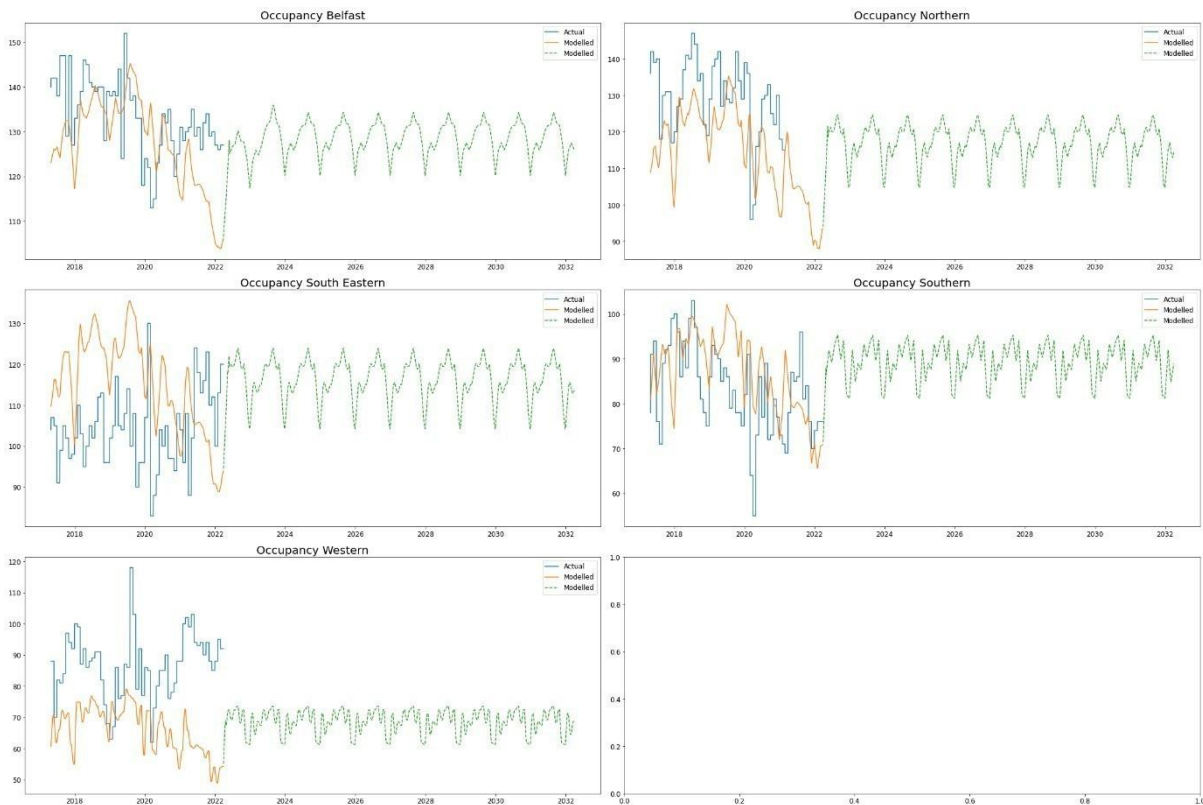 Occupancy Belfast
Actual
Modelled
Modelled
150
140
130
120
110
2018 2020 2022 2024 2026 2028 2030 2032
Occupancy Northern
Actual
Modelled
Modelled
140
130
120
110
100
90
2018 2020 2022 2024 2026 2028 2030 2032
Occupancy South Eastern
Actual
Modelled
Modelled
130
120
110
100
90
2018 2020 2022 2024 2026 2028 2030 2032
Occupancy Southern
Actual
Modelled
Modelled
100
90
80
70
60
2018 2020 2022 2024 2026 2028 2030 2032
Occupancy Western
Actual
Modelled
Modelled
120
110
100
90
80
70
60
50
2018 2020 2022 2024 2026 2028 2030 2032
1.0
0.8
0.6
0.4
0.2
0.0
0.0 0.2 0.4 0.6 0.8 1.0